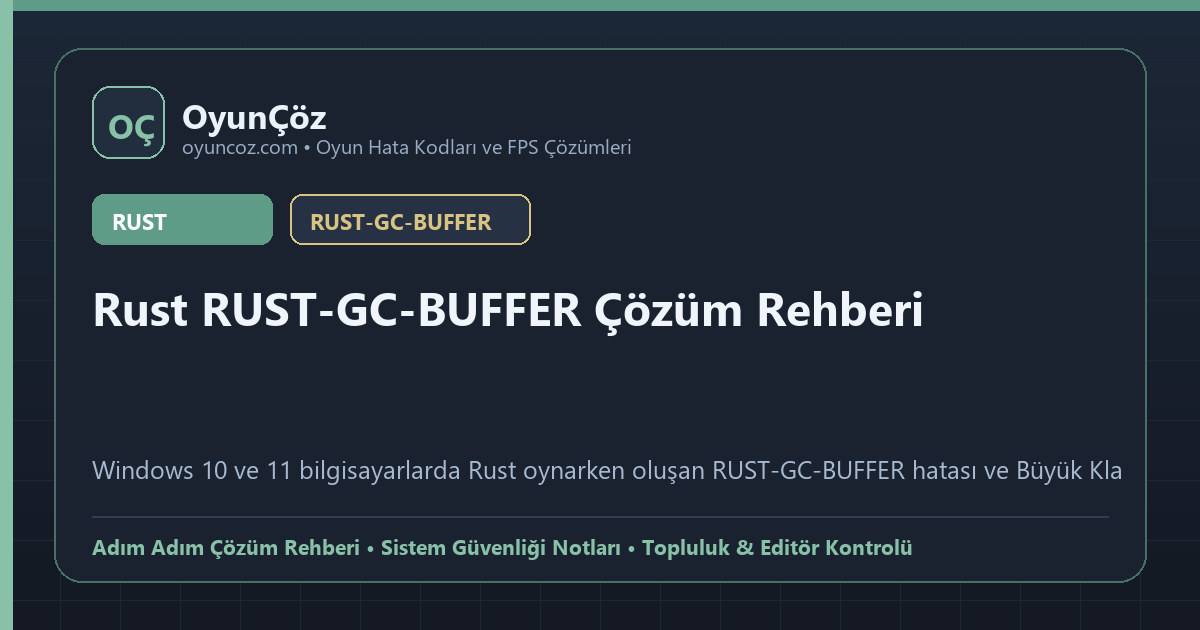 OÇ
OyunÇöz
oyuncoz.com • Oyun Hata Kodları ve FPS Çözümleri
RUST
RUST-GC-BUFFER
Rust RUST-GC-BUFFER Çözüm Rehberi
Windows 10 ve 11 bilgisayarlarda Rust oynarken oluşan RUST-GC-BUFFER hatası ve Büyük Kla
Adım Adım Çözüm Rehberi • Sistem Güvenliği Notları • Topluluk & Editör Kontrolü